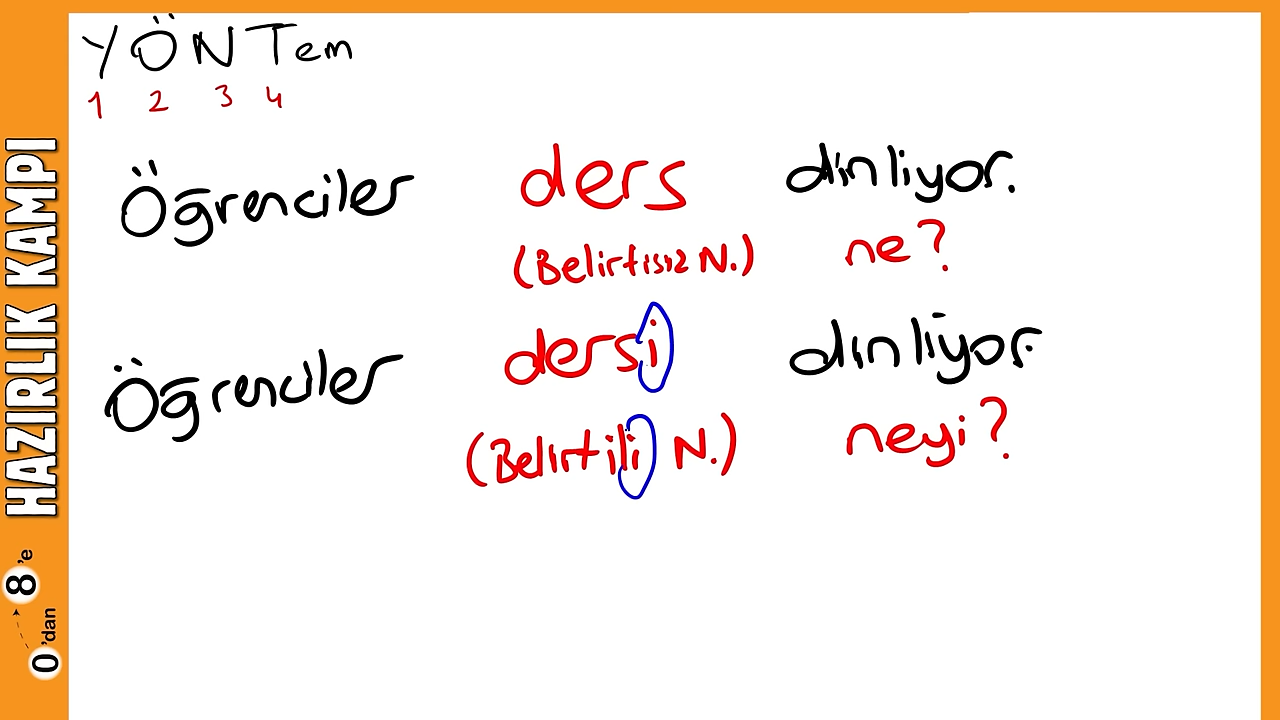 YÖNTem
1 2 3 4
Öğrenciler ders dinliyor.
(Belirtisiz N.) ne?
Öğrenciler dersi dinliyor.
(Belirtili N.) neyi?
HAZIRLIK KAMPI
0'dan 8'e